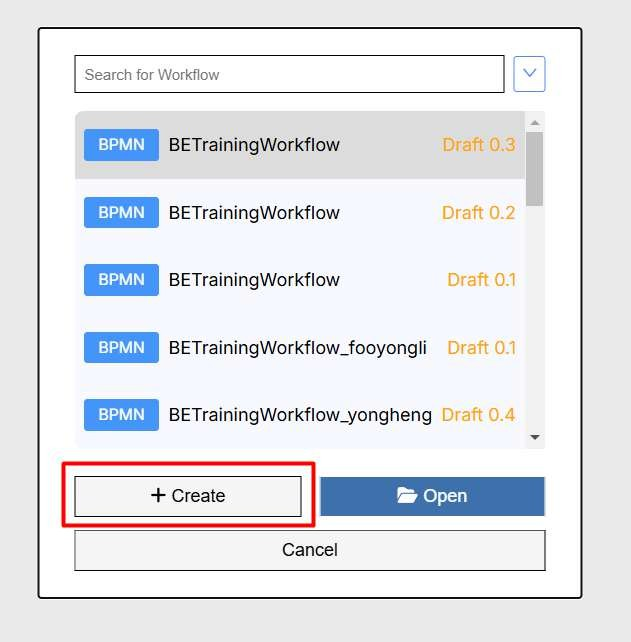 Search for Workflow
BPMN BETrainingWorkflow Draft 0.3
BPMN BETrainingWorkflow Draft 0.2
BPMN BETrainingWorkflow Draft 0.1
BPMN BETrainingWorkflow_fooyongli Draft 0.1
BPMN BETrainingWorkflow_yongheng Draft 0.4
+ Create Open
Cancel